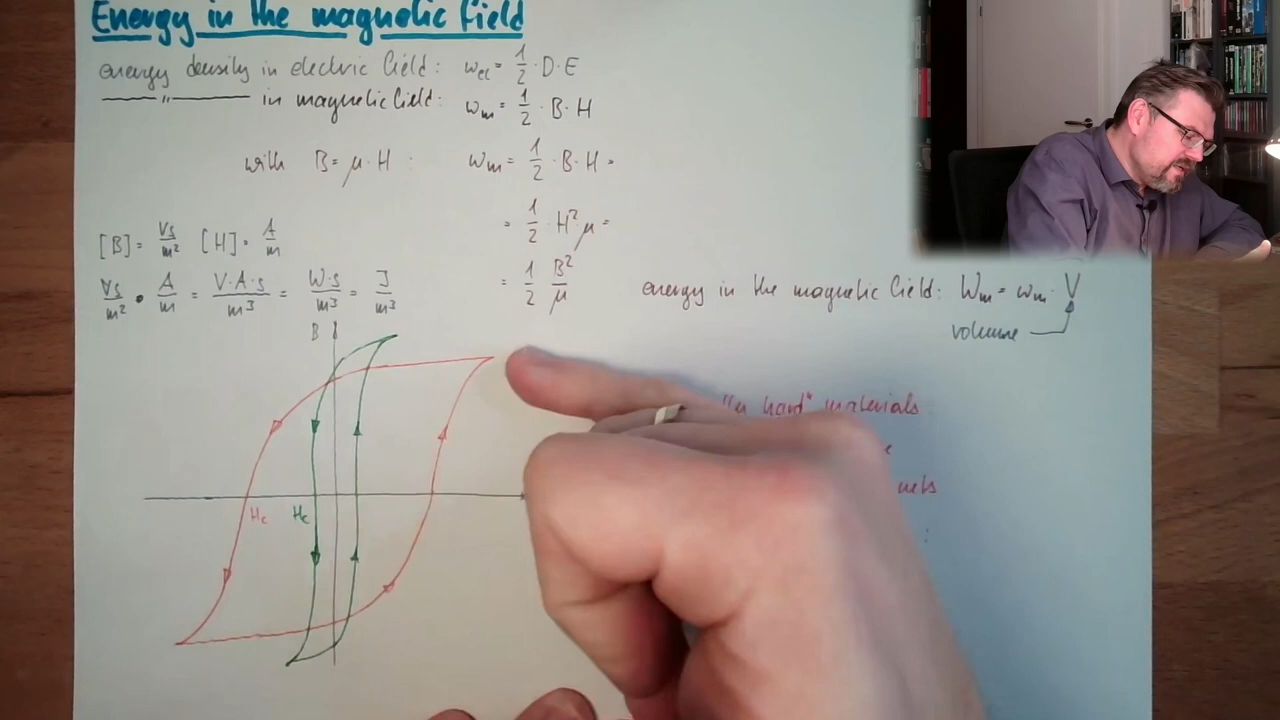 Energy in the magnetic field
energy density in electric field: wel = 1/2 · D · E
——— " ——— in magnetic field: wm = 1/2 · B · H
with B = μ · H : wm = 1/2 · B · H =
= 1/2 · H² μ =
= 1/2 B²/μ
[B] = Vs/m² [H] = A/m
Vs/m² · A/m = V·A·s/m³ = W·s/m³ = J/m³
energy in the magnetic field: Wm = wm · V
volume
B
hard" materials
Hc Hc